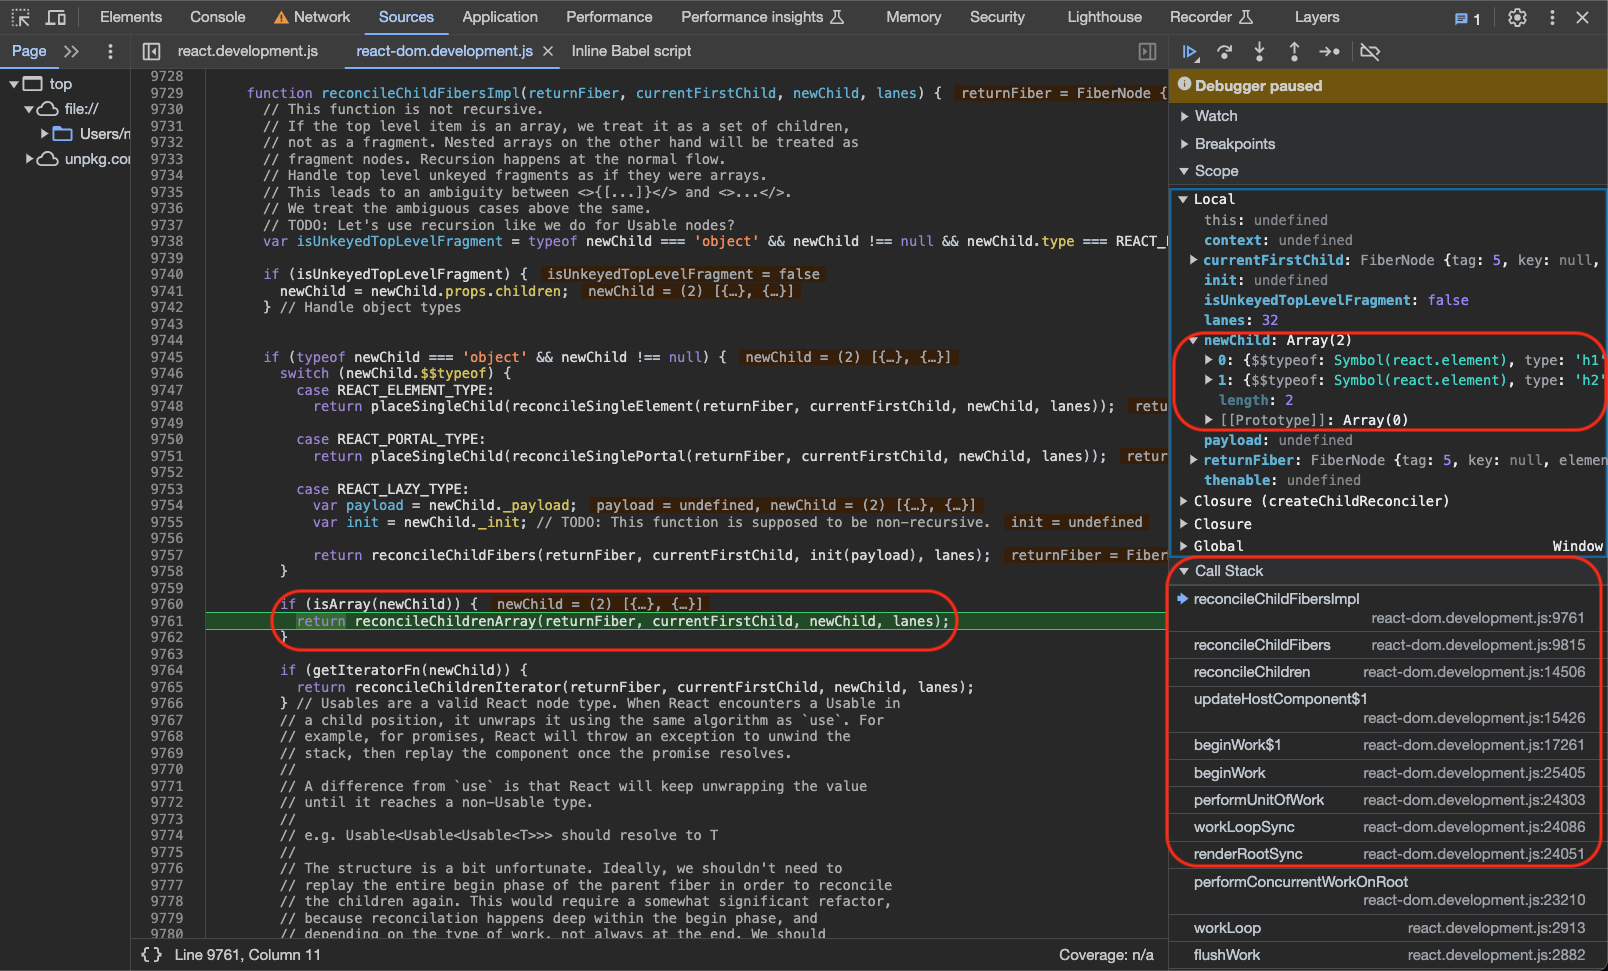 Elements Console Network Sources Application Performance Performance insights Memory Security Lighthouse Recorder Layers 1
Page react.development.js react-dom.development.js Inline Babel script
top
file://
Users/
unpkg.co
9728
9729 function reconcileChildFibersImpl(returnFiber, currentFirstChild, newChild, lanes) { returnFiber = FiberNode {
9730 // This function is not recursive.
9731 // If the top level item is an array, we treat it as a set of children,
9732 // not as a fragment. Nested arrays on the other hand will be treated as
9733 // fragment nodes. Recursion happens at the normal flow.
9734 // Handle top level unkeyed fragments as if they were arrays.
9735 // This leads to an ambiguity between <>{[...]}</> and <>...</>.
9736 // We treat the ambiguous cases above the same.
9737 // TODO: Let's use recursion like we do for Usable nodes?
9738 var isUnkeyedTopLevelFragment = typeof newChild === 'object' && newChild !== null && newChild.type === REACT_
9739
9740 if (isUnkeyedTopLevelFragment) { isUnkeyedTopLevelFragment = false
9741 newChild = newChild.props.children; newChild = (2) [{…}, {…}]
9742 } // Handle object types
9743
9744
9745 if (typeof newChild === 'object' && newChild !== null) { newChild = (2) [{…}, {…}]
9746 switch (newChild.$$typeof) {
9747 case REACT_ELEMENT_TYPE:
9748 return placeSingleChild(reconcileSingleElement(returnFiber, currentFirstChild, newChild, lanes)); retu
9749
9750 case REACT_PORTAL_TYPE:
9751 return placeSingleChild(reconcileSinglePortal(returnFiber, currentFirstChild, newChild, lanes)); retur
9752
9753 case REACT_LAZY_TYPE:
9754 var payload = newChild._payload; payload = undefined, newChild = (2) [{…}, {…}]
9755 var init = newChild._init; // TODO: This function is supposed to be non-recursive. init = undefined
9756
9757 return reconcileChildFibers(returnFiber, currentFirstChild, init(payload), lanes); returnFiber = Fiber
9758 }
9759
9760 if (isArray(newChild)) { newChild = (2) [{…}, {…}]
9761 return reconcileChildrenArray(returnFiber, currentFirstChild, newChild, lanes);
9762 }
9763
9764 if (getIteratorFn(newChild)) {
9765 return reconcileChildrenIterator(returnFiber, currentFirstChild, newChild, lanes);
9766 } // Usables are a valid React node type. When React encounters a Usable in
9767 // a child position, it unwraps it using the same algorithm as `use`. For
9768 // example, for promises, React will throw an exception to unwind the
9769 // stack, then replay the component once the promise resolves.
9770 //
9771 // A difference from `use` is that React will keep unwrapping the value
9772 // until it reaches a non-Usable type.
9773 //
9774 // e.g. Usable<Usable<Usable<T>>> should resolve to T
9775 //
9776 // The structure is a bit unfortunate. Ideally, we shouldn't need to
9777 // replay the entire begin phase of the parent fiber in order to reconcile
9778 // the children again. This would require a somewhat significant refactor,
9779 // because reconcilation happens deep within the begin phase, and
9780 // depending on the type of work, not always at the end. We should
{} Line 9761, Column 11 Coverage: n/a
Debugger paused
Watch
Breakpoints
Scope
Local
this: undefined
context: undefined
currentFirstChild: FiberNode {tag: 5, key: null,
init: undefined
isUnkeyedTopLevelFragment: false
lanes: 32
newChild: Array(2)
0: {$$typeof: Symbol(react.element), type: 'h1'
1: {$$typeof: Symbol(react.element), type: 'h2'
length: 2
[[Prototype]]: Array(0)
payload: undefined
returnFiber: FiberNode {tag: 5, key: null, elemen
thenable: undefined
Closure (createChildReconciler)
Closure
Global Window
Call Stack
reconcileChildFibersImpl
react-dom.development.js:9761
reconcileChildFibers react-dom.development.js:9815
reconcileChildren react-dom.development.js:14506
updateHostComponent$1
react-dom.development.js:15426
beginWork$1 react-dom.development.js:17261
beginWork react-dom.development.js:25405
performUnitOfWork react-dom.development.js:24303
workLoopSync react-dom.development.js:24086
renderRootSync react-dom.development.js:24051
performConcurrentWorkOnRoot
react-dom.development.js:23210
workLoop react.development.js:2913
flushWork react.development.js:2882